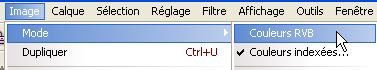 Image Calque Sélection Réglage Filtre Affichage Outils Fenêtre
Mode Couleurs RVB
Dupliquer Ctrl+U Couleurs indexées...